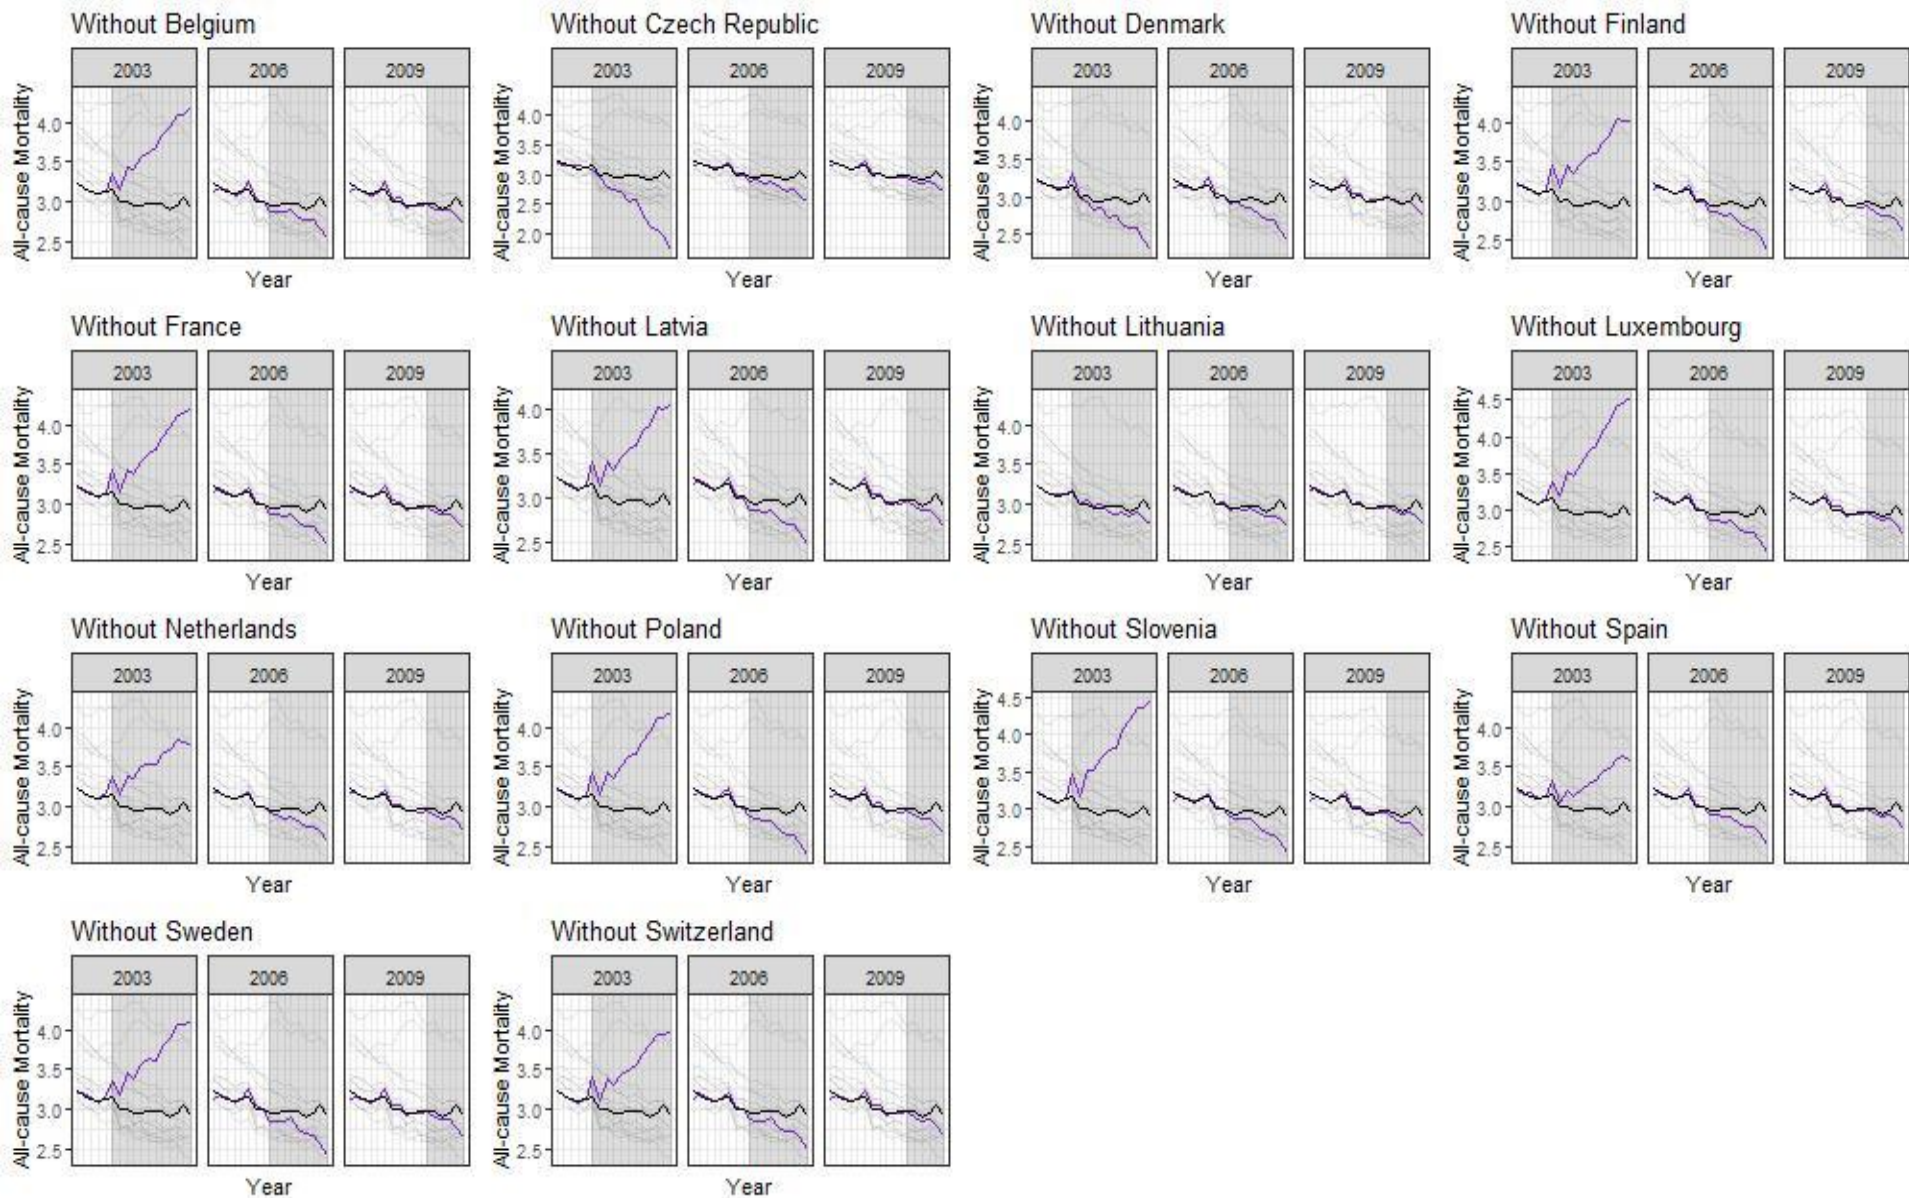 Without Belgium
2003 2006 2009
All-cause Mortality
4.0
3.5
3.0
2.5
Year
Without Czech Republic
2003 2006 2009
All-cause Mortality
4.0
3.5
3.0
2.5
2.0
Year
Without Denmark
2003 2006 2009
All-cause Mortality
4.0
3.5
3.0
2.5
Year
Without Finland
2003 2006 2009
All-cause Mortality
4.0
3.5
3.0
2.5
Year
Without France
2003 2006 2009
All-cause Mortality
4.0
3.5
3.0
2.5
Year
Without Latvia
2003 2006 2009
All-cause Mortality
4.0
3.5
3.0
2.5
Year
Without Lithuania
2003 2006 2009
All-cause Mortality
4.0
3.5
3.0
2.5
Year
Without Luxembourg
2003 2006 2009
All-cause Mortality
4.5
4.0
3.5
3.0
2.5
Year
Without Netherlands
2003 2006 2009
All-cause Mortality
4.0
3.5
3.0
2.5
Year
Without Poland
2003 2006 2009
All-cause Mortality
4.0
3.5
3.0
2.5
Year
Without Slovenia
2003 2006 2009
All-cause Mortality
4.5
4.0
3.5
3.0
2.5
Year
Without Spain
2003 2006 2009
All-cause Mortality
4.0
3.5
3.0
2.5
Year
Without Sweden
2003 2006 2009
All-cause Mortality
4.0
3.5
3.0
2.5
Year
Without Switzerland
2003 2006 2009
All-cause Mortality
4.0
3.5
3.0
2.5
Year